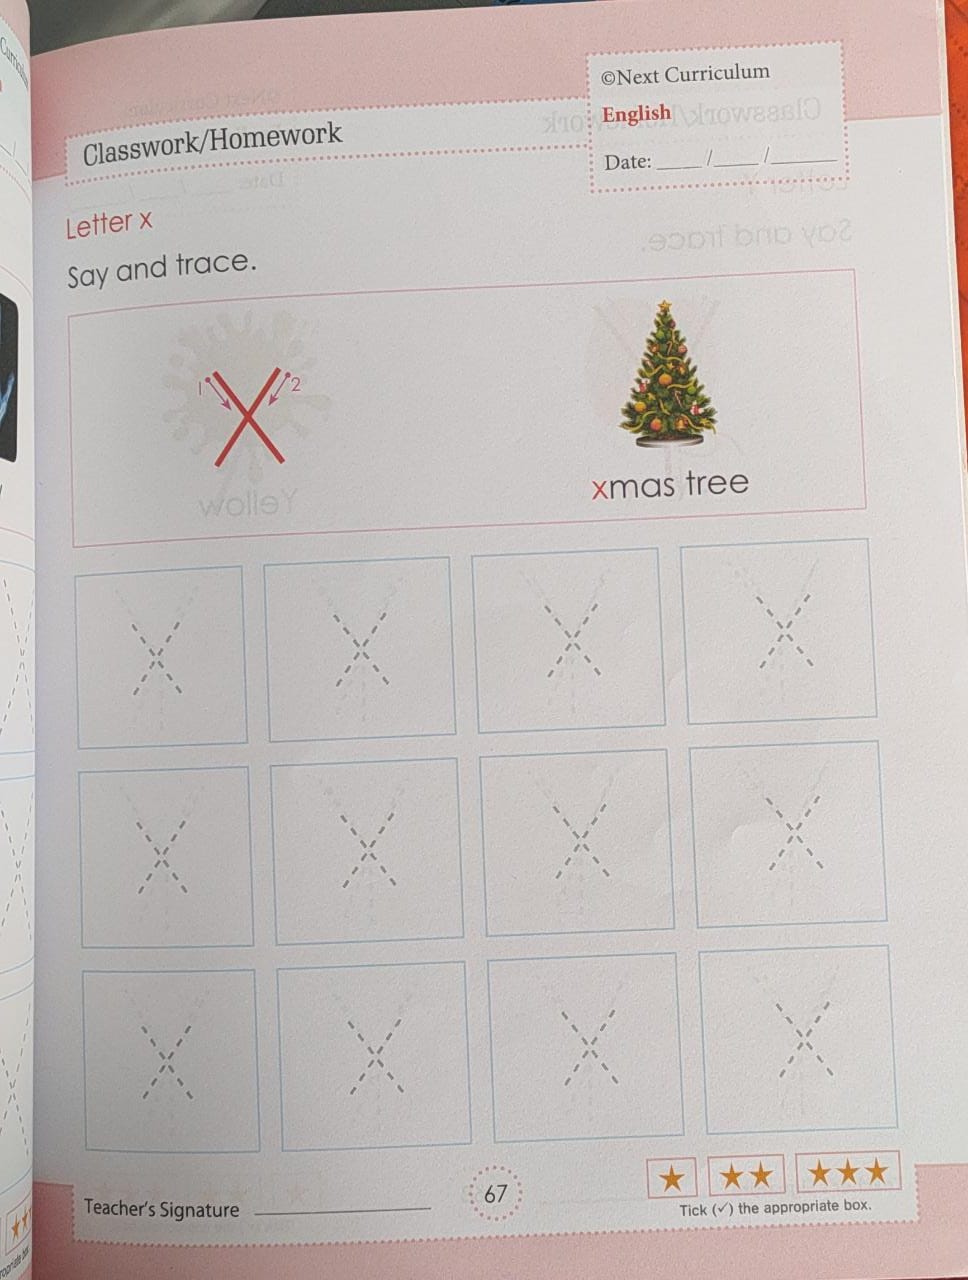 ©Next Curriculum
English
Date: ____ /____ /______
Classwork/Homework
Letter x
Say and trace.
1 2
xmas tree
x x x x
x x x x
x x x x
Teacher's Signature ____________
67
Tick (✓) the appropriate box.